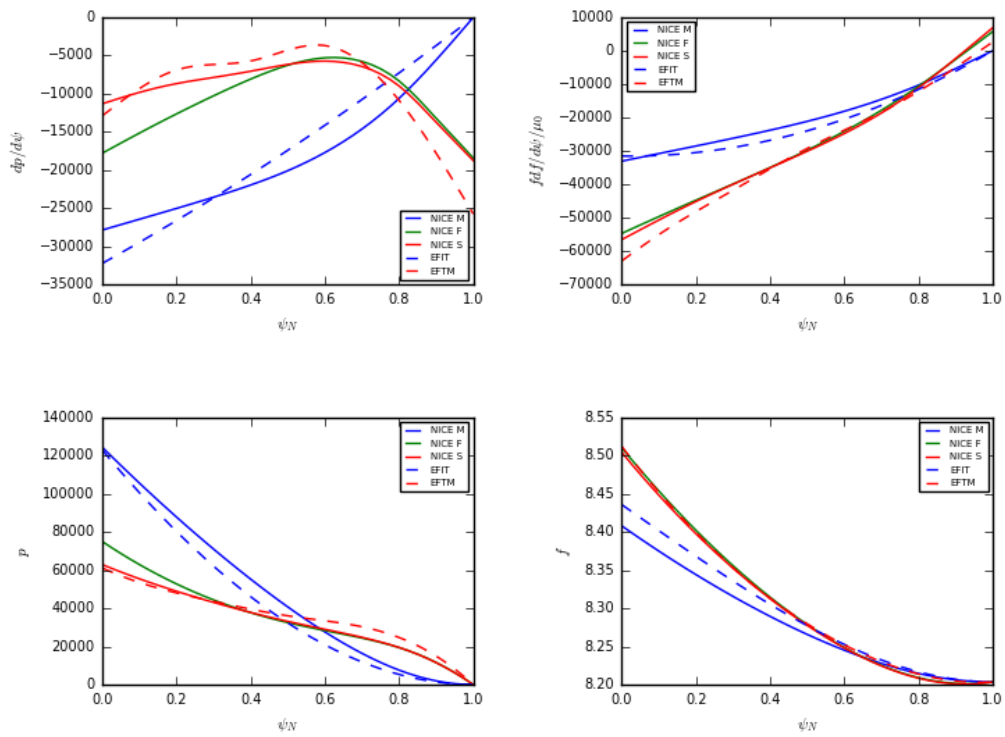 0
−5000
−10000
−15000
−20000
−25000
−30000
−35000
dp/dψ
NICE M
NICE F
NICE S
EFIT
EFTM
0.0 0.2 0.4 0.6 0.8 1.0
ψN
10000
0
−10000
−20000
−30000
−40000
−50000
−60000
−70000
fdf/dψ/μ0
NICE M
NICE F
NICE S
EFIT
EFTM
0.0 0.2 0.4 0.6 0.8 1.0
ψN
140000
120000
100000
80000
60000
40000
20000
0
p
NICE M
NICE F
NICE S
EFIT
EFTM
0.0 0.2 0.4 0.6 0.8 1.0
ψN
8.55
8.50
8.45
8.40
8.35
8.30
8.25
8.20
f
NICE M
NICE F
NICE S
EFIT
EFTM
0.0 0.2 0.4 0.6 0.8 1.0
ψN